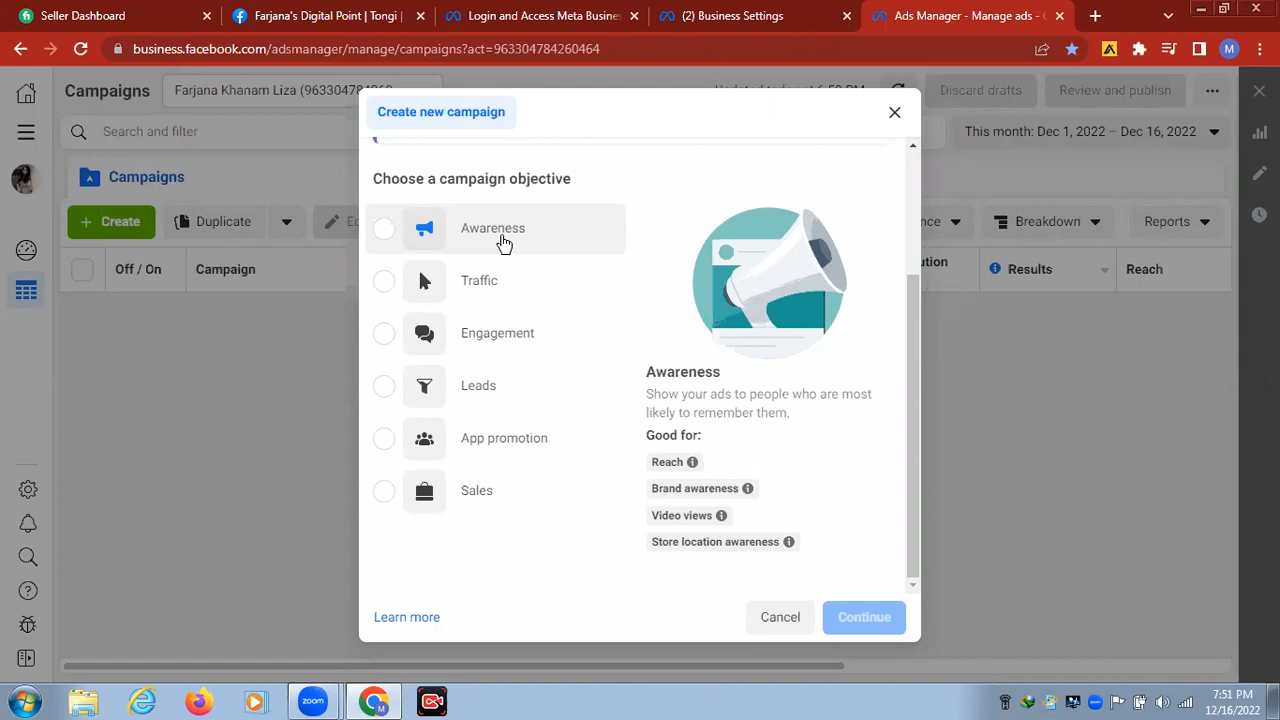 Seller Dashboard
Farjana's Digital Point | Tongi
Login and Access Meta Busines
(2) Business Settings
Ads Manager - Manage ads - C
business.facebook.com/adsmanager/manage/campaigns?act=963304784260464
M
Campaigns
Create new campaign
Discard drafts
Review and publish
Search and filter
This month: Dec 1, 2022 – Dec 16, 2022
Campaigns
Choose a campaign objective
+ Create
Duplicate
Breakdown
Reports
Off / On
Campaign
Results
Reach
Awareness
Traffic
Engagement
Leads
App promotion
Sales
Awareness
Show your ads to people who are most
likely to remember them.
Good for:
Reach
Brand awareness
Video views
Store location awareness
Learn more
Cancel
Continue
zoom
7:51 PM
12/16/2022